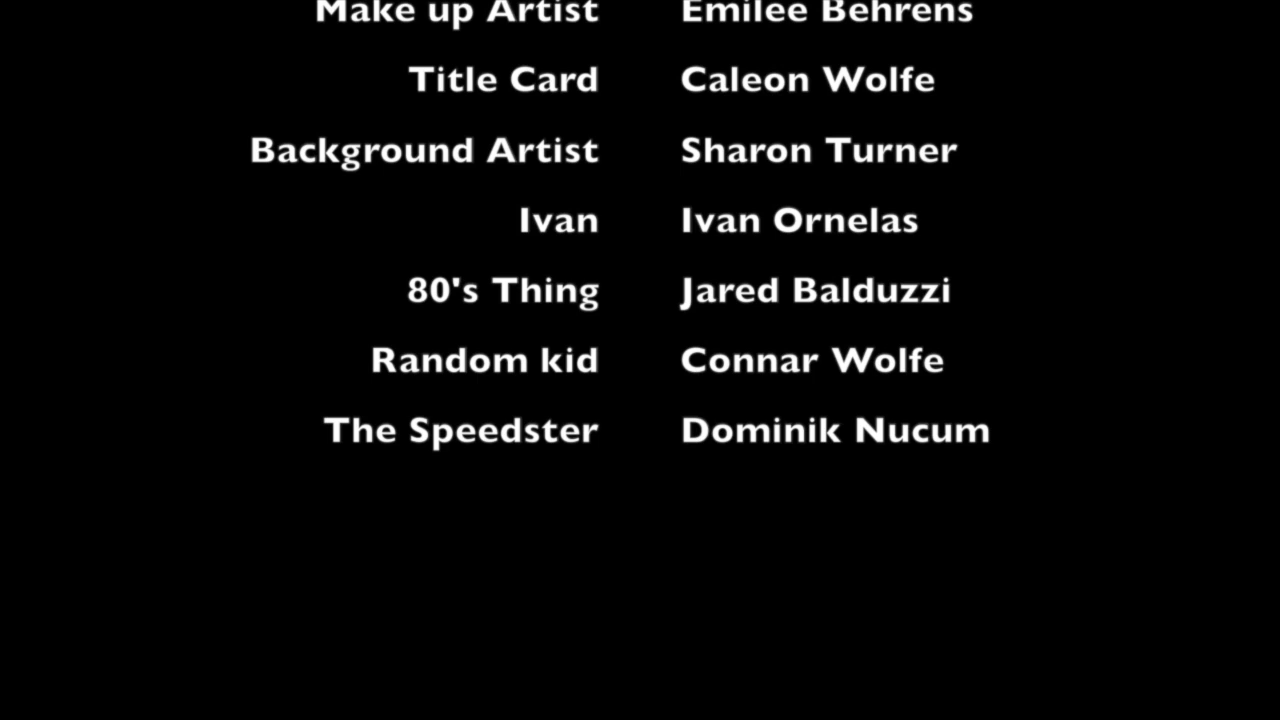 Make up Artist Emilee Behrens
Title Card Caleon Wolfe
Background Artist Sharon Turner
Ivan Ivan Ornelas
80's Thing Jared Balduzzi
Random kid Connar Wolfe
The Speedster Dominik Nucum